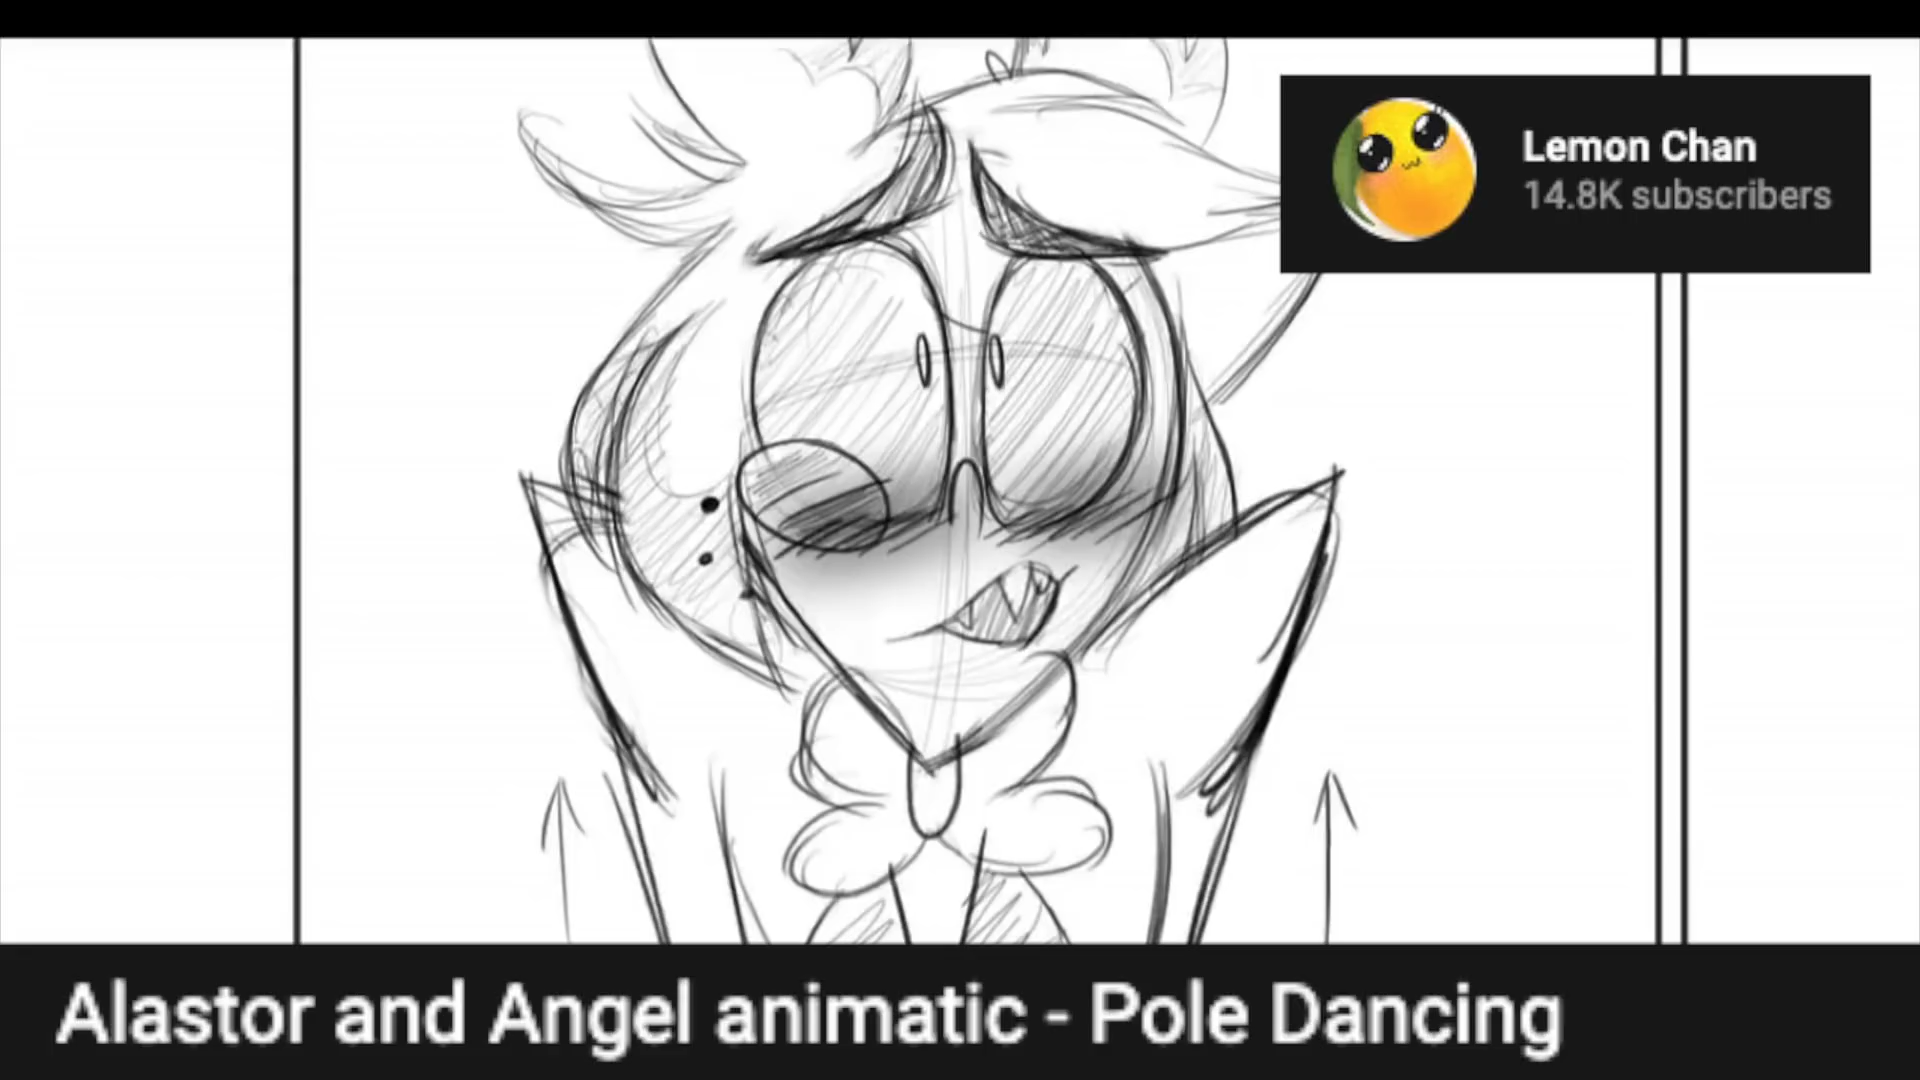 Lemon Chan
14.8K subscribers
Alastor and Angel animatic - Pole Dancing